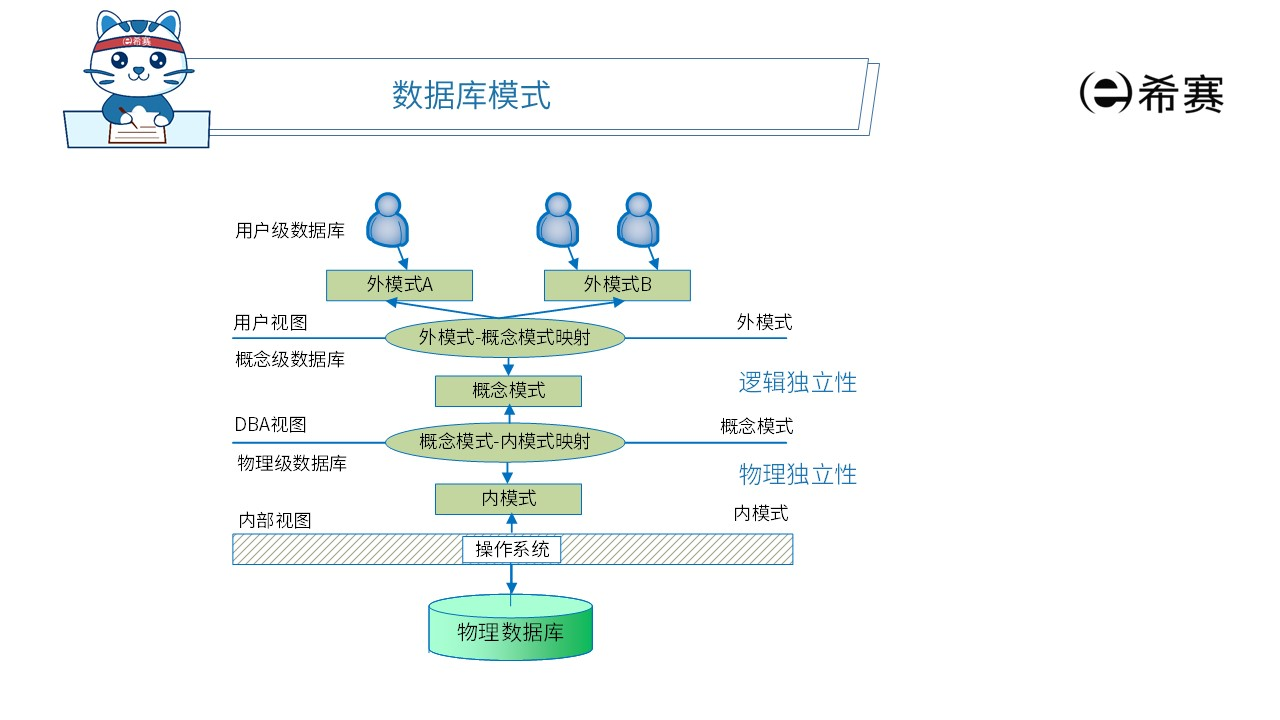 希赛
数据库模式
希赛
用户级数据库
外模式A
外模式B
用户视图
外模式-概念模式映射
外模式
概念级数据库
概念模式
逻辑独立性
DBA视图
概念模式-内模式映射
概念模式
物理级数据库
物理独立性
内模式
内部视图
内模式
操作系统
物理数据库